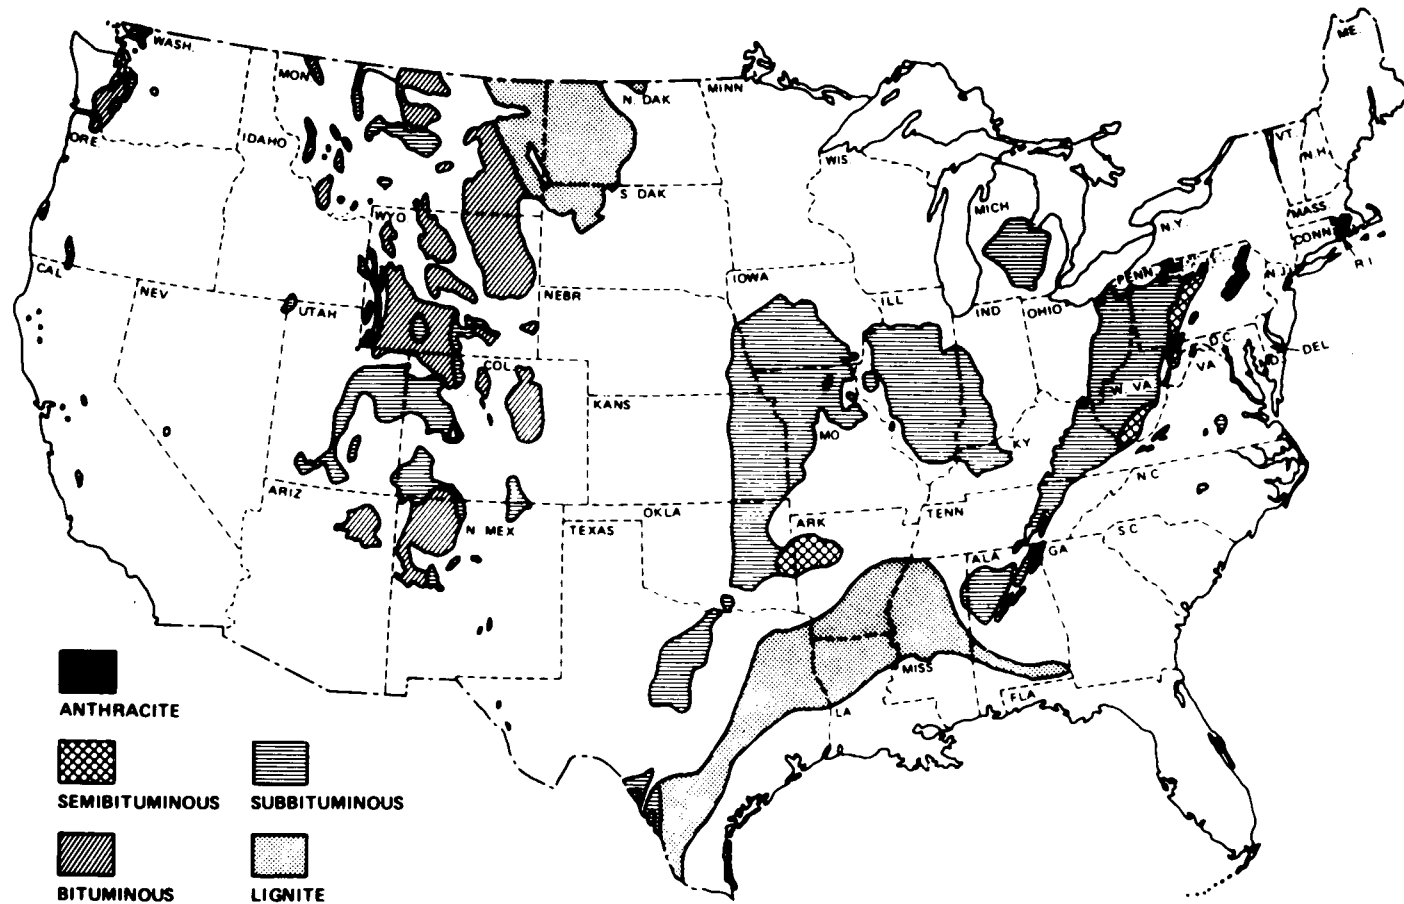 WASH.
ME.
MON
N. DAK
MINN
ORE.
IDAHO
VT.
N.H.
WIS.
S. DAK
MICH
MASS.
WYO
CONN
N.Y.
R I
CAL
NEV
UTAH
NEBR
IOWA
ILL
IND
OHIO
PENN.
N.J.
D.C.
DEL
VA
MD
COL
KANS
W. VA
MO
KY
ARIZ
N MEX
OKLA
TEXAS
ARK
TENN
N C
S C
ALA
GA
MISS
LA
FLA
ANTHRACITE
SEMIBITUMINOUS
SUBBITUMINOUS
BITUMINOUS
LIGNITE